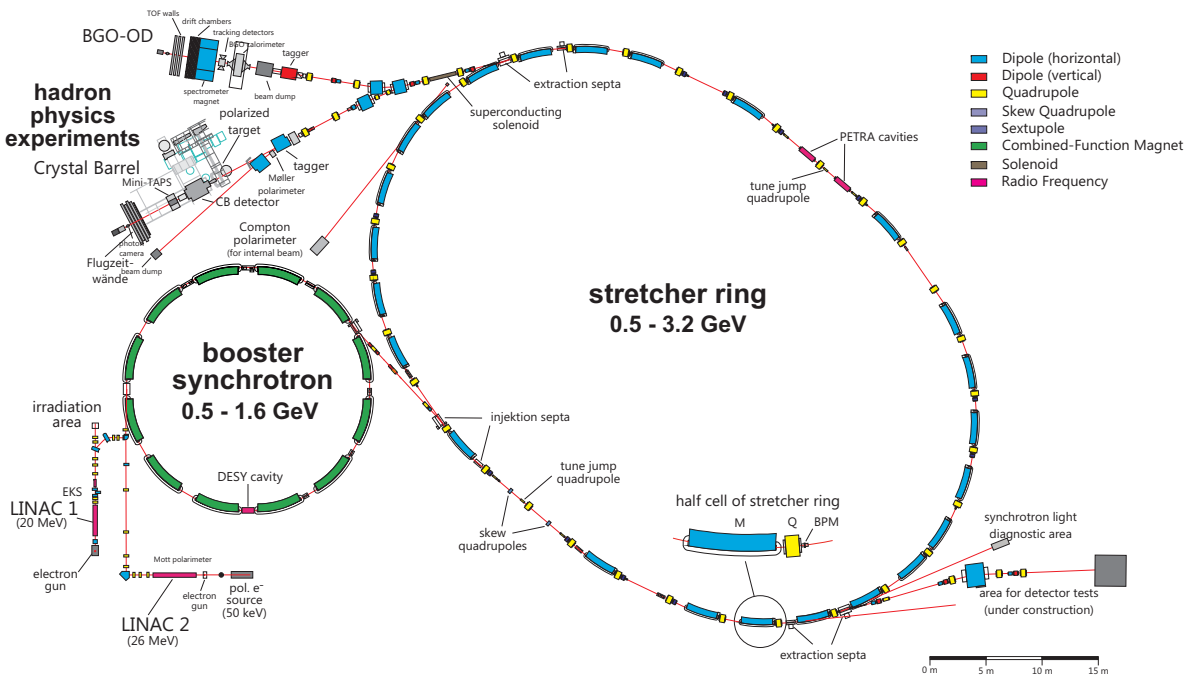 TOF walls
drift chambers
tracking detectors
BGO calorimeter
BGO-OD
tagger
spectrometer
magnet
beam dump
hadron
physics
experiments
polarized
target
Crystal Barrel
tagger
Møller
polarimeter
Mini-TAPS
CB detector
photon
camera
Flugzeit-
wände
beam dump
extraction septa
superconducting
solenoid
Compton
polarimeter
(for internal beam)
PETRA cavities
tune jump
quadrupole
Dipole (horizontal)
Dipole (vertical)
Quadrupole
Skew Quadrupole
Sextupole
Combined-Function Magnet
Solenoid
Radio Frequency
stretcher ring
0.5 - 3.2 GeV
booster
synchrotron
0.5 - 1.6 GeV
DESY cavity
irradiation
area
EKS
LINAC 1
(20 MeV)
electron
gun
Mott polarimeter
LINAC 2
(26 MeV)
electron
gun
pol. e⁻
source
(50 keV)
injektion septa
tune jump
quadrupole
skew
quadrupoles
half cell of stretcher ring
M
Q
BPM
synchrotron light
diagnostic area
area for detector tests
(under construction)
extraction septa
0 m
5 m
10 m
15 m